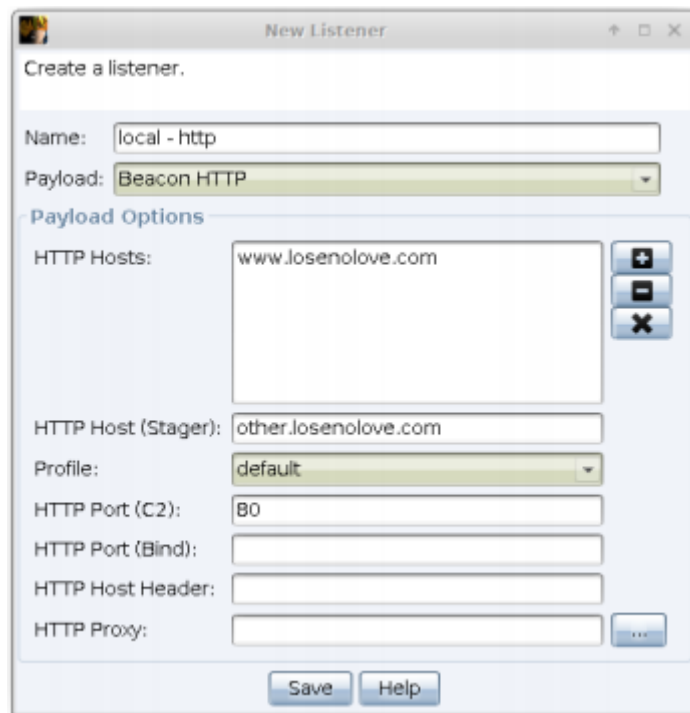 New Listener
Create a listener.
Name: local - http
Payload: Beacon HTTP
Payload Options
HTTP Hosts: www.losenolove.com
HTTP Host (Stager): other.losenolove.com
Profile: default
HTTP Port (C2): 80
HTTP Port (Bind):
HTTP Host Header:
HTTP Proxy: ...
Save Help